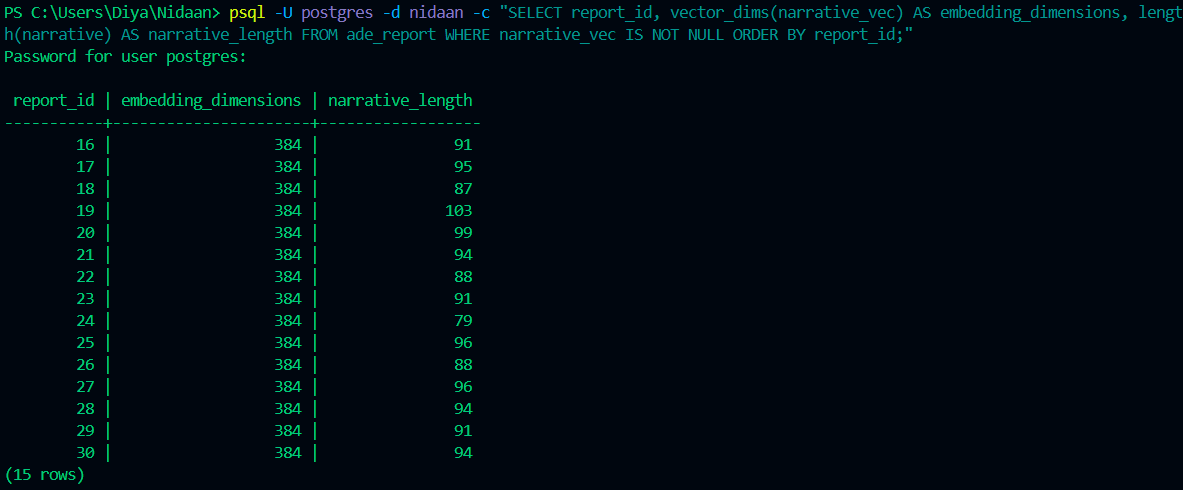 PS C:\Users\Diya\Nidaan> psql -U postgres -d nidaan -c "SELECT report_id, vector_dims(narrative_vec) AS embedding_dimensions, lengt
h(narrative) AS narrative_length FROM ade_report WHERE narrative_vec IS NOT NULL ORDER BY report_id;"
Password for user postgres:
 report_id | embedding_dimensions | narrative_length
-----------+----------------------+------------------
        16 |                  384 |               91
        17 |                  384 |               95
        18 |                  384 |               87
        19 |                  384 |              103
        20 |                  384 |               99
        21 |                  384 |               94
        22 |                  384 |               88
        23 |                  384 |               91
        24 |                  384 |               79
        25 |                  384 |               96
        26 |                  384 |               88
        27 |                  384 |               96
        28 |                  384 |               94
        29 |                  384 |               91
        30 |                  384 |               94
(15 rows)